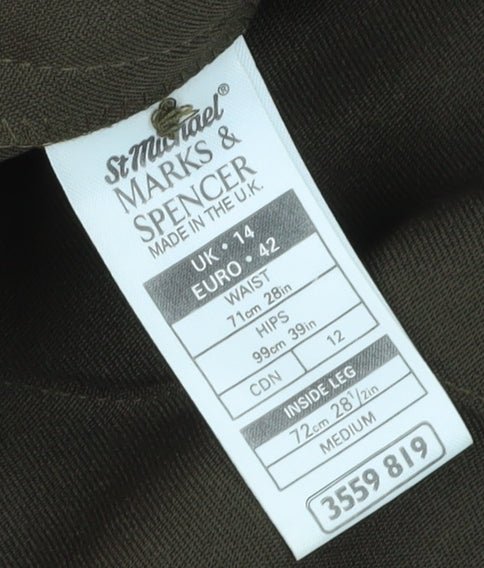 St Michael®
MARKS &
SPENCER
MADE IN THE U.K.
UK • 14
EURO • 42
WAIST
71cm 28in
HIPS
99cm 39in
CDN 12
INSIDE LEG
72cm 28½in
MEDIUM
3559 819